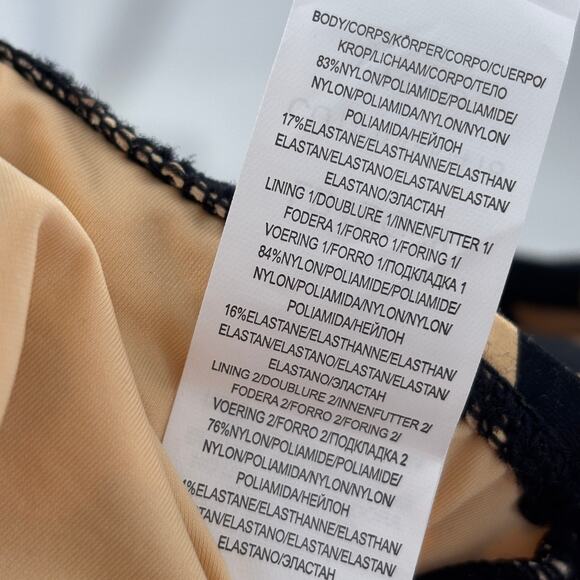 BODY/CORPS/KÖRPER/CORPO/CUERPO/
KROP/LICHAAM/CORPO/ТЕЛО
83%NYLON/POLIAMIDE/POLIAMIDE/
NYLON/POLIAMIDA/NYLON/NYLON/
POLIAMIDA/НЕЙЛОН
17%ELASTANE/ELASTHANNE/ELASTHAN/
ELASTAN/ELASTANO/ELASTAN/ELASTAN/
ELASTANO/ЭЛАСТАН
LINING 1/DOUBLURE 1/INNENFUTTER 1/
FODERA 1/FORRO 1/FORING 1/
VOERING 1/FORRO 1/ПОДКЛАДКА 1
84%NYLON/POLIAMIDE/POLIAMIDE/
NYLON/POLIAMIDA/NYLON/NYLON/
POLIAMIDA/НЕЙЛОН
16%ELASTANE/ELASTHANNE/ELASTHAN/
ELASTAN/ELASTANO/ELASTAN/ELASTAN/
ELASTANO/ЭЛАСТАН
LINING 2/DOUBLURE 2/INNENFUTTER 2/
FODERA 2/FORRO 2/FORING 2/
VOERING 2/FORRO 2/ПОДКЛАДКА 2
76%NYLON/POLIAMIDE/POLIAMIDE/
NYLON/POLIAMIDA/NYLON/NYLON/
POLIAMIDA/НЕЙЛОН
4%ELASTANE/ELASTHANNE/ELASTHAN/
TAN/ELASTANO/ELASTAN/ELASTAN/
ELASTANO/ЭЛАСТАН